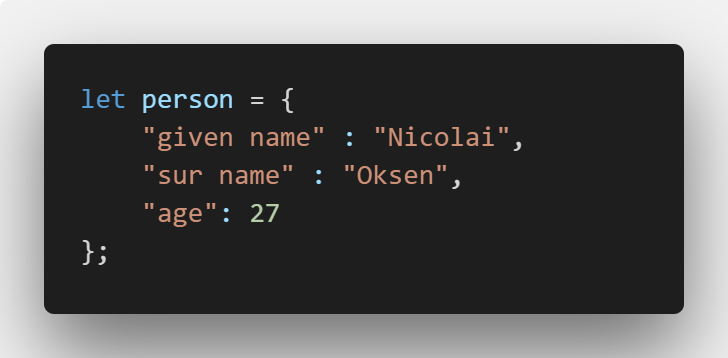 let person = {
    "given name" : "Nicolai",
    "sur name" : "Oksen",
    "age": 27
};